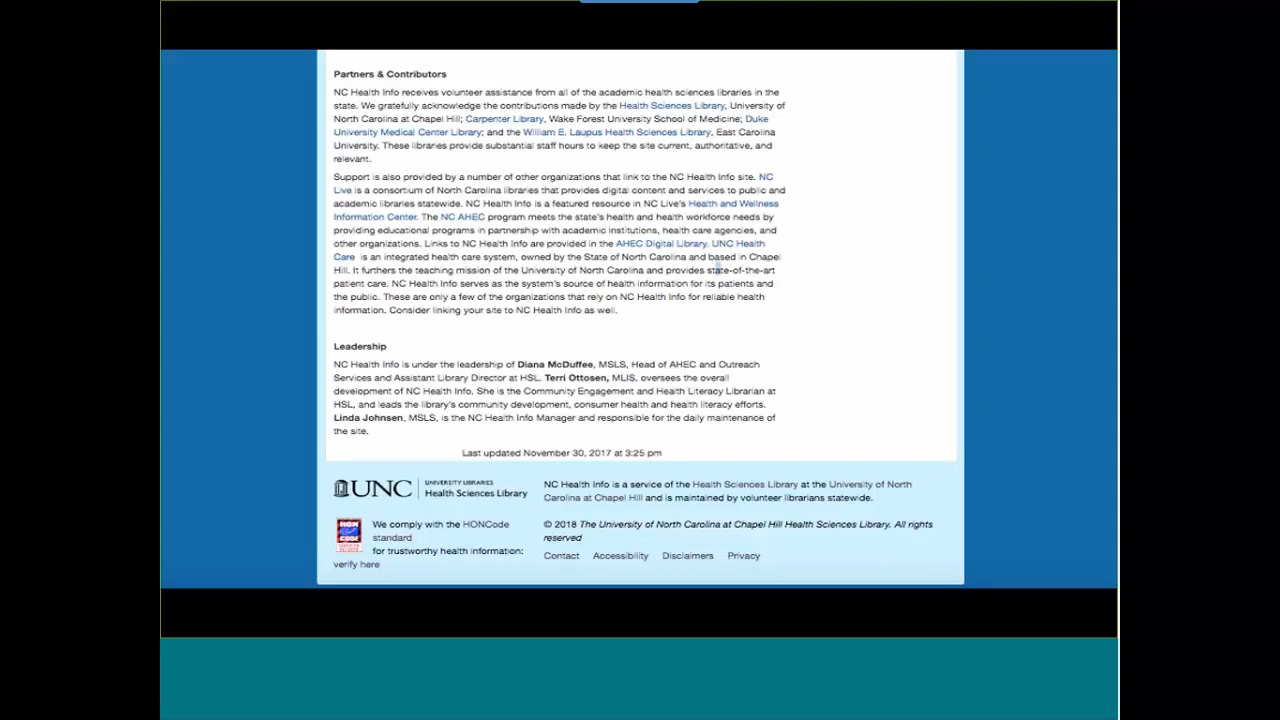 Partners & Contributors
NC Health Info receives volunteer assistance from all of the academic health sciences libraries in the
state. We gratefully acknowledge the contributions made by the Health Sciences Library, University of
North Carolina at Chapel Hill; Carpenter Library, Wake Forest University School of Medicine; Duke
University Medical Center Library; and the William E. Laupus Health Sciences Library, East Carolina
University. These libraries provide substantial staff hours to keep the site current, authoritative, and
relevant.
Support is also provided by a number of other organizations that link to the NC Health Info site. NC
Live is a consortium of North Carolina libraries that provides digital content and services to public and
academic libraries statewide. NC Health Info is a featured resource in NC Live's Health and Wellness
Information Center. The NC AHEC program meets the state's health and health workforce needs by
providing educational programs in partnership with academic institutions, health care agencies, and
other organizations. Links to NC Health Info are provided in the AHEC Digital Library. UNC Health
Care is an integrated health care system, owned by the State of North Carolina and based in Chapel
Hill. It furthers the teaching mission of the University of North Carolina and provides state-of-the-art
patient care. NC Health Info serves as the system's source of health information for its patients and
the public. These are only a few of the organizations that rely on NC Health Info for reliable health
information. Consider linking your site to NC Health Info as well.
Leadership
NC Health Info is under the leadership of Diana McDuffee, MSLS, Head of AHEC and Outreach
Services and Assistant Library Director at HSL. Terri Ottosen, MLIS, oversees the overall
development of NC Health Info. She is the Community Engagement and Health Literacy Librarian at
HSL, and leads the library's community development, consumer health and health literacy efforts.
Linda Johnsen, MSLS, is the NC Health Info Manager and responsible for the daily maintenance of
the site.
Last updated November 30, 2017 at 3:25 pm
UNC
UNIVERSITY LIBRARIES
Health Sciences Library
NC Health Info is a service of the Health Sciences Library at the University of North
Carolina at Chapel Hill and is maintained by volunteer librarians statewide.
HON
CODE
We comply with the HONCode
standard
for trustworthy health information:
verify here
© 2018 The University of North Carolina at Chapel Hill Health Sciences Library. All rights
reserved
Contact Accessibility Disclaimers Privacy